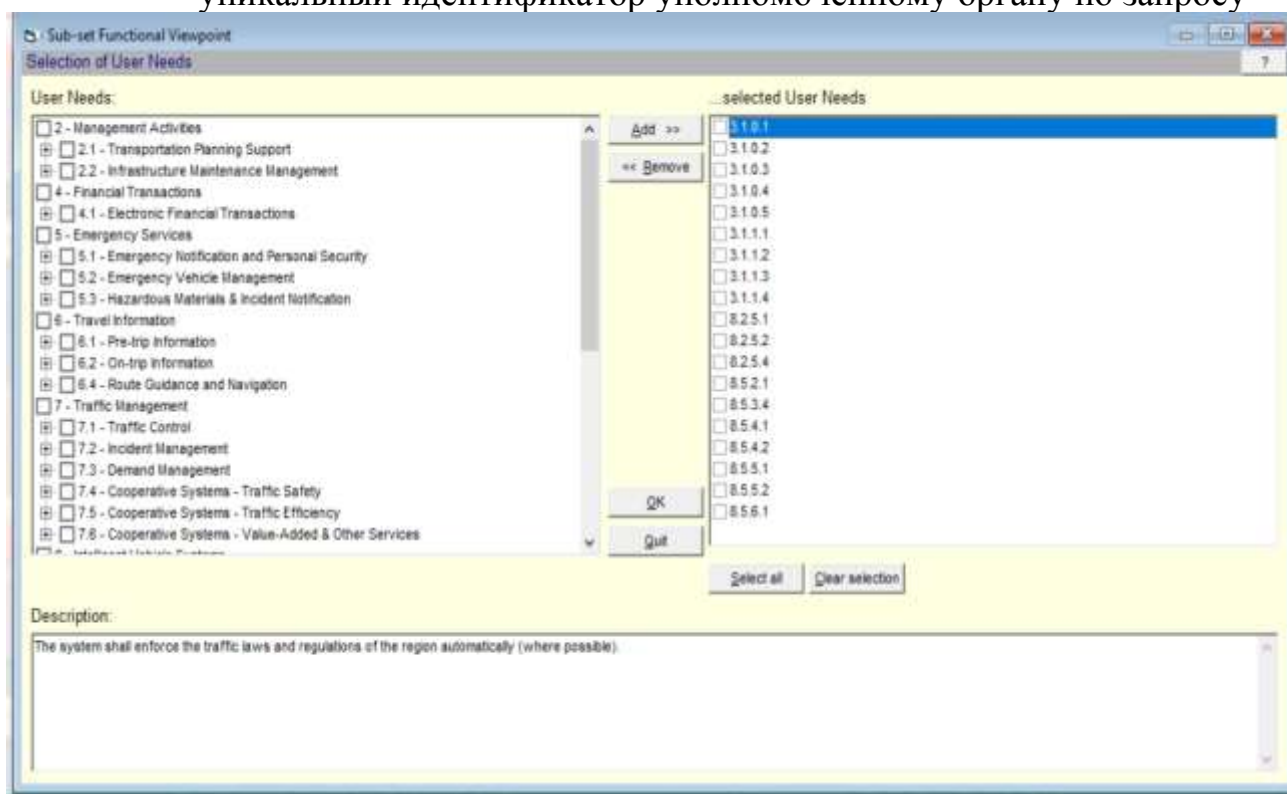 уникальный идентификатор уполномоченному органу по запросу
Sub-set Functional Viewpoint
Selection of User Needs
?
User Needs:
...selected User Needs
2 - Management Activities
2.1 - Transportation Planning Support
2.2 - Infrastructure Maintenance Management
4 - Financial Transactions
4.1 - Electronic Financial Transactions
5 - Emergency Services
5.1 - Emergency Notification and Personal Security
5.2 - Emergency Vehicle Management
5.3 - Hazardous Materials & Incident Notification
6 - Travel Information
6.1 - Pre-trip Information
6.2 - On-trip Information
6.4 - Route Guidance and Navigation
7 - Traffic Management
7.1 - Traffic Control
7.2 - Incident Management
7.3 - Demand Management
7.4 - Cooperative Systems - Traffic Safety
7.5 - Cooperative Systems - Traffic Efficiency
7.6 - Cooperative Systems - Value-Added & Other Services
8 - Intelligent Vehicle Systems
Add >>
<< Remove
OK
Quit
3.1.0.1
3.1.0.2
3.1.0.3
3.1.0.4
3.1.0.5
3.1.1.1
3.1.1.2
3.1.1.3
3.1.1.4
8.2.5.1
8.2.5.2
8.2.5.4
8.5.2.1
8.5.3.4
8.5.4.1
8.5.4.2
8.5.5.1
8.5.5.2
8.5.6.1
Select all
Clear selection
Description:
The system shall enforce the traffic laws and regulations of the region automatically (where possible).